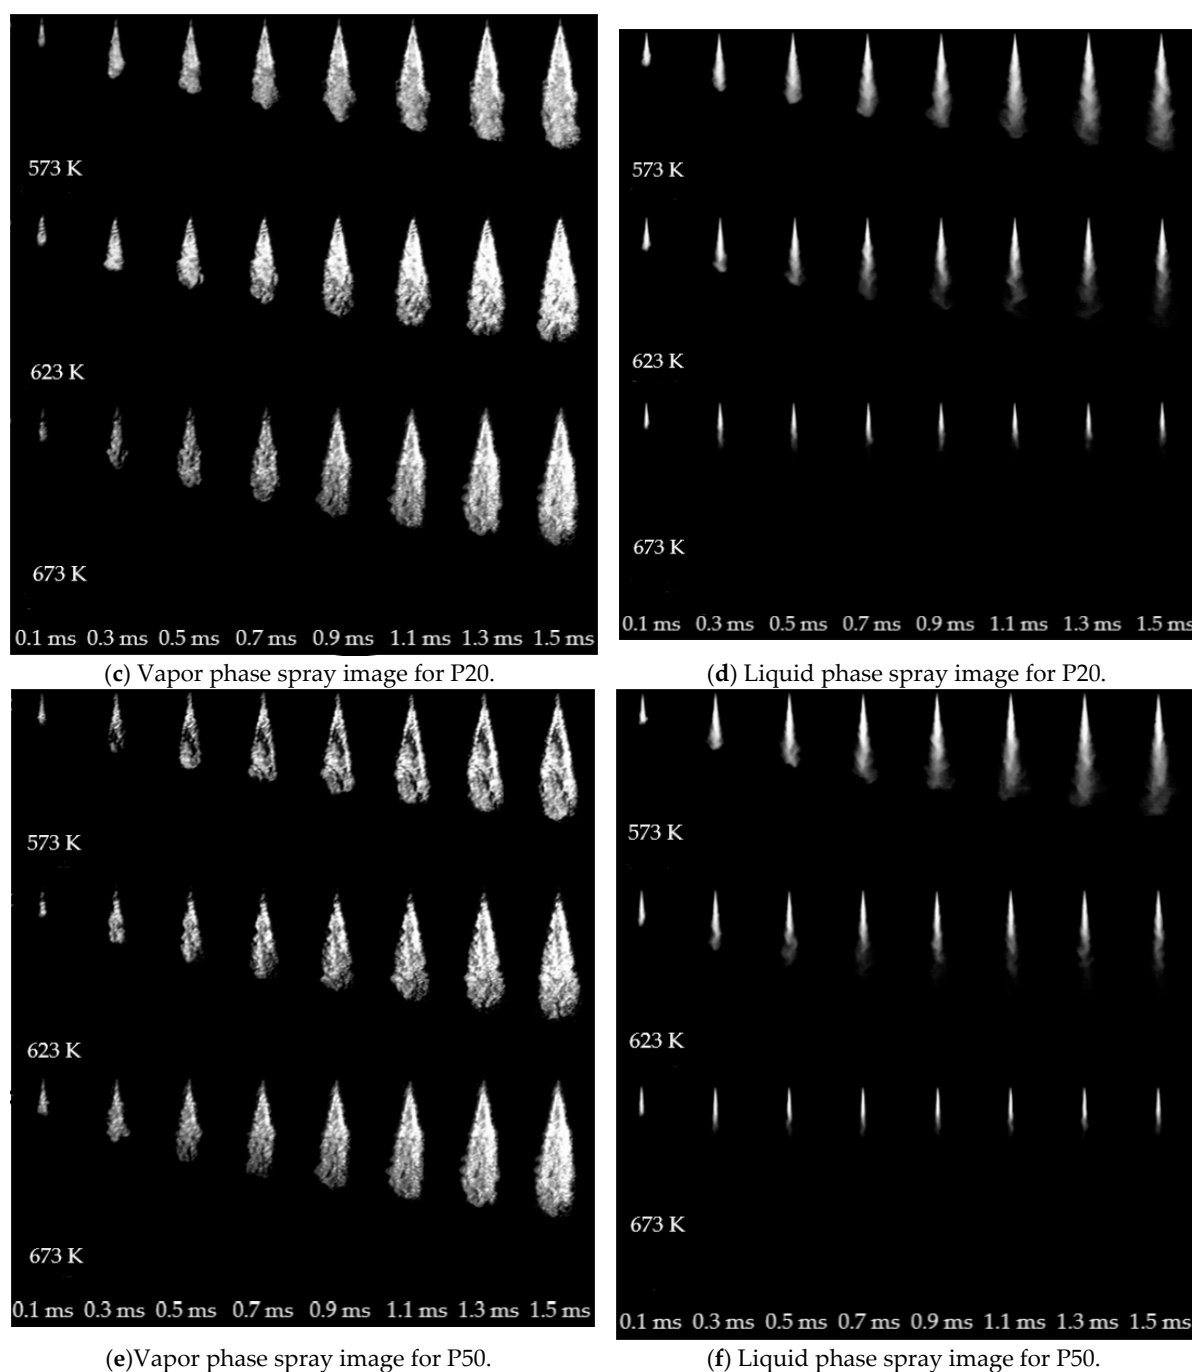 573 K
623 K
673 K
0.1 ms 0.3 ms 0.5 ms 0.7 ms 0.9 ms 1.1 ms 1.3 ms 1.5 ms
(c) Vapor phase spray image for P20.
573 K
623 K
673 K
0.1 ms 0.3 ms 0.5 ms 0.7 ms 0.9 ms 1.1 ms 1.3 ms 1.5 ms
(d) Liquid phase spray image for P20.
573 K
623 K
673 K
0.1 ms 0.3 ms 0.5 ms 0.7 ms 0.9 ms 1.1 ms 1.3 ms 1.5 ms
(e)Vapor phase spray image for P50.
573 K
623 K
673 K
0.1 ms 0.3 ms 0.5 ms 0.7 ms 0.9 ms 1.1 ms 1.3 ms 1.5 ms
(f) Liquid phase spray image for P50.